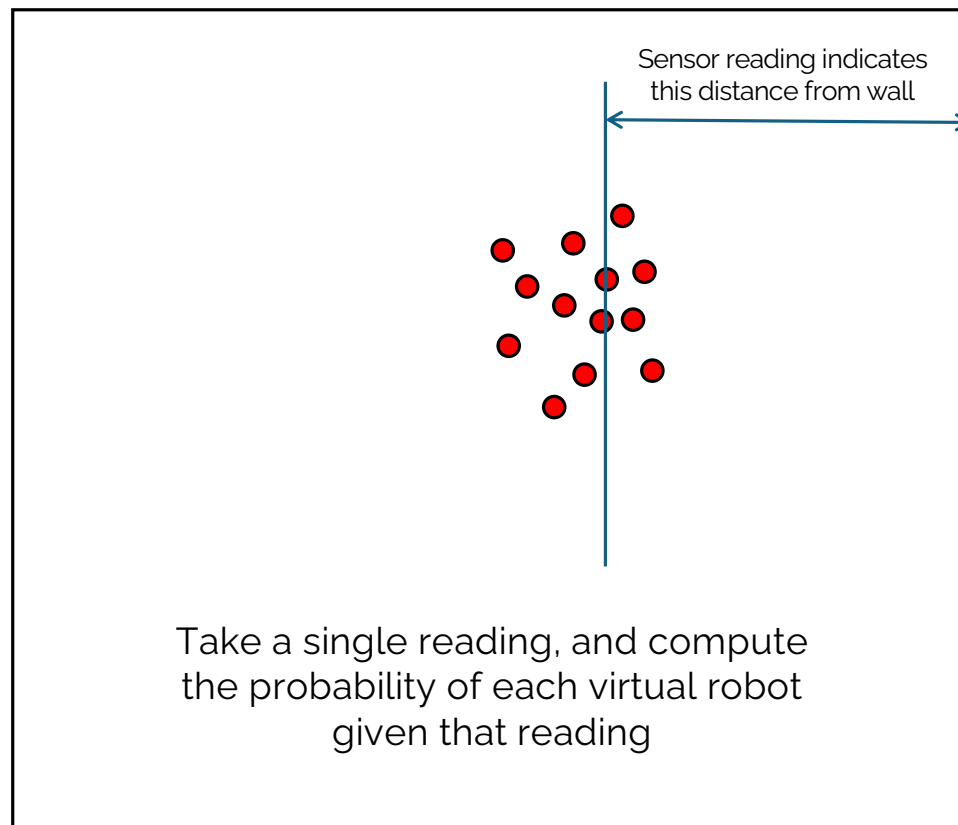 Sensor reading indicates
this distance from wall
Take a single reading, and compute
the probability of each virtual robot
given that reading